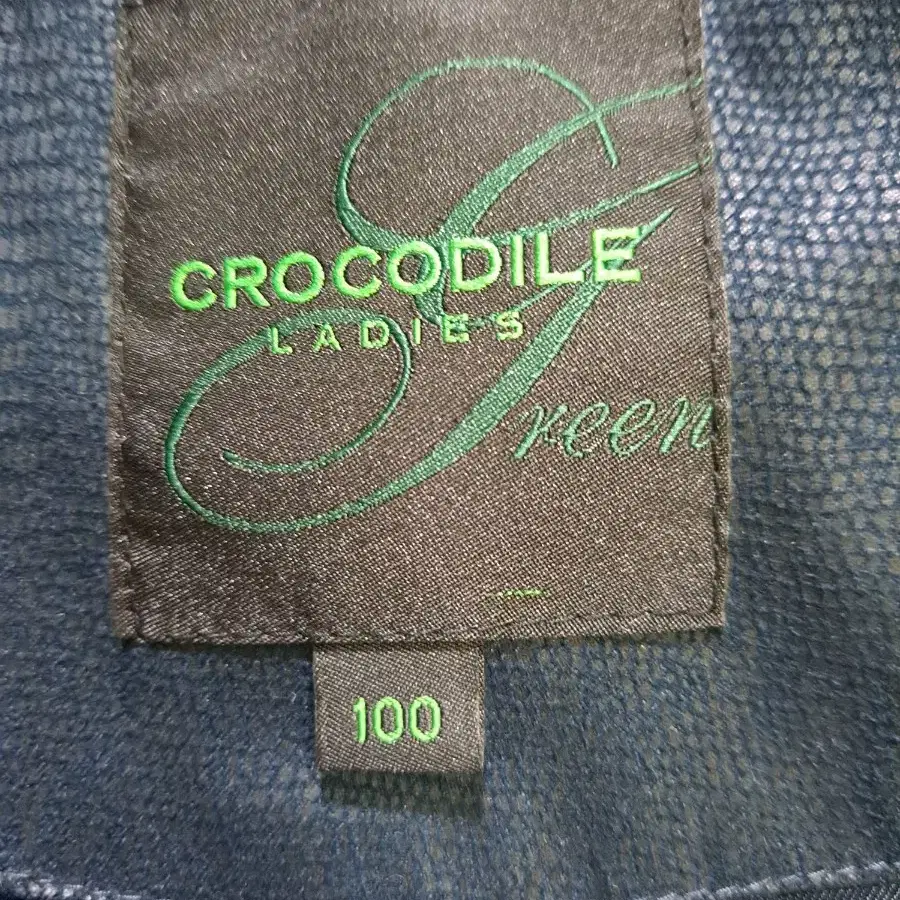 CROCODILE
LADIES
Green
100